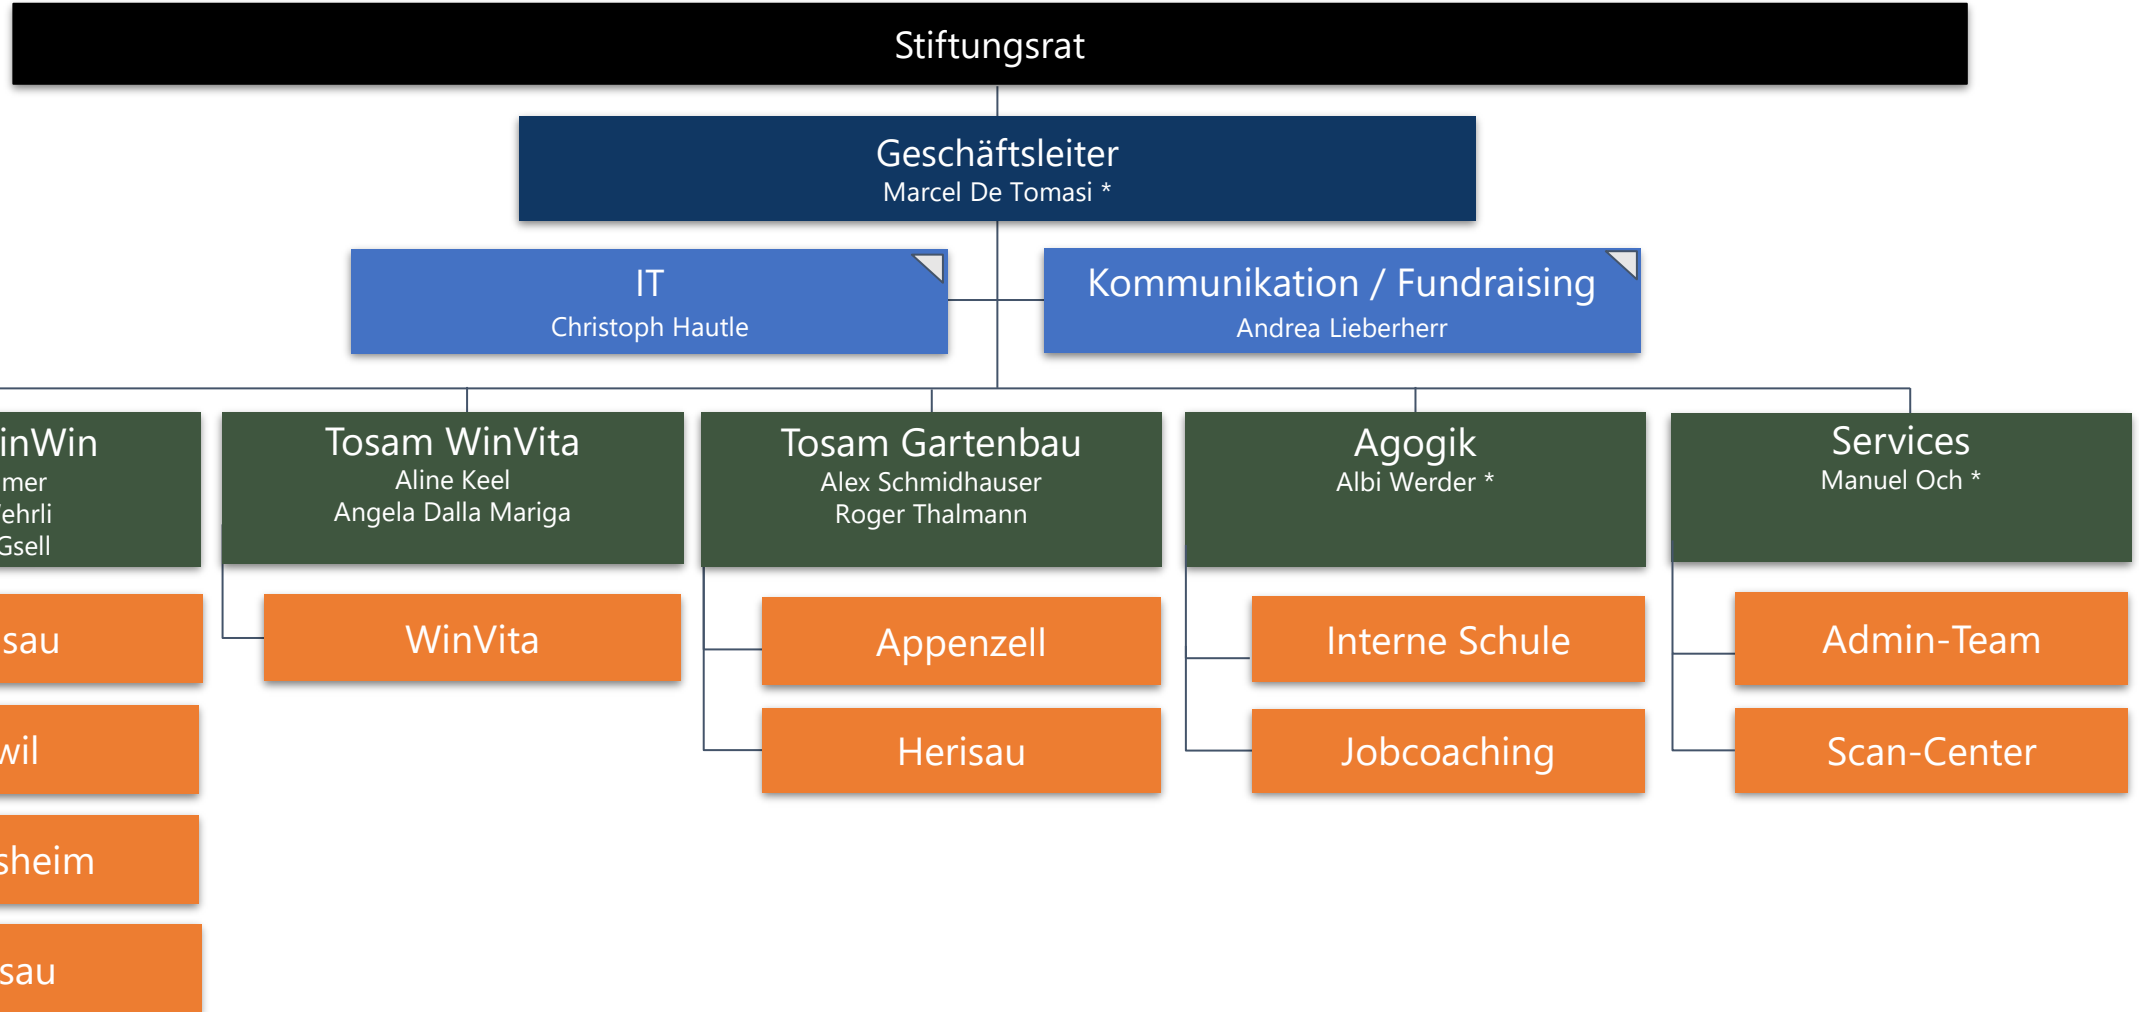 Stiftungsrat
Geschäftsleiter
Marcel De Tomasi *
IT
Christoph Hautle
Kommunikation / Fundraising
Andrea Lieberherr
inWin
mer
ehrli
Gsell
Tosam WinVita
Aline Keel
Angela Dalla Mariga
Tosam Gartenbau
Alex Schmidhauser
Roger Thalmann
Agogik
Albi Werder *
Services
Manuel Och *
sau
WinVita
Appenzell
Interne Schule
Admin-Team
wil
Herisau
Jobcoaching
Scan-Center
sheim
sau